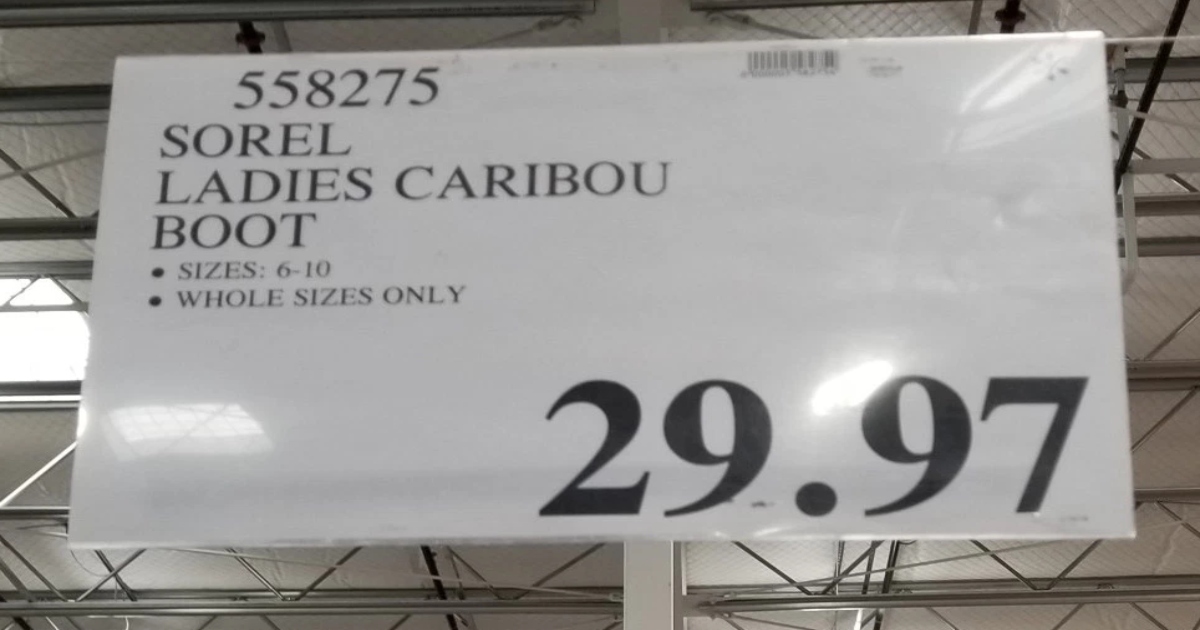 558275
SOREL
LADIES CARIBOU
BOOT
• SIZES: 6-10
• WHOLE SIZES ONLY
29.97